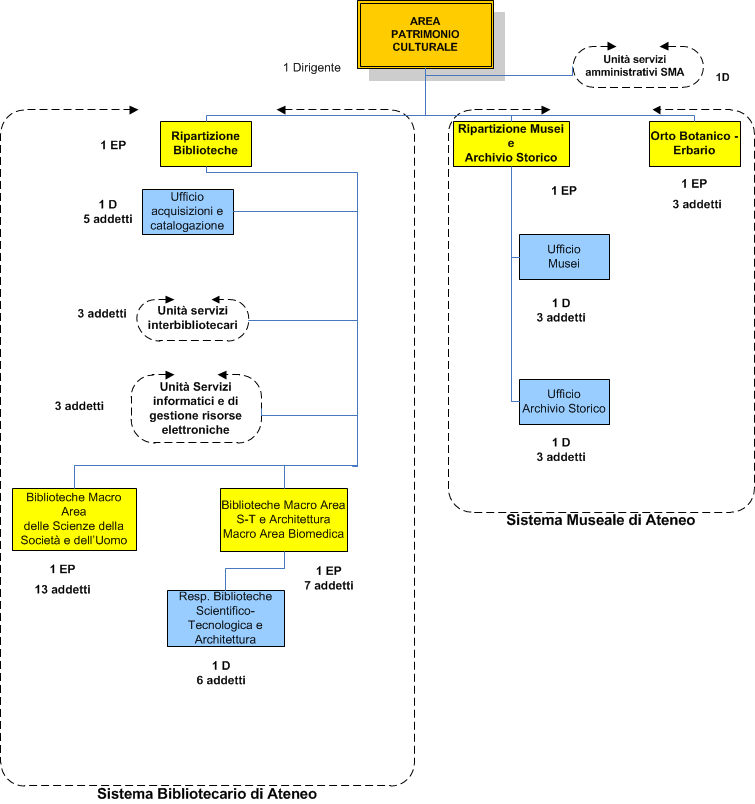 AREA
PATRIMONIO
CULTURALE
1 Dirigente
Unità servizi
amministrativi SMA
1D
Ripartizione
Biblioteche
1 EP
Ufficio
acquisizioni e
catalogazione
1 D
5 addetti
3 addetti
Unità servizi
interbibliotecari
3 addetti
Unità Servizi
informatici e di
gestione risorse
elettroniche
Biblioteche Macro
Area
delle Scienze della
Società e dell'Uomo
1 EP
13 addetti
Biblioteche Macro Area
S-T e Architettura
Macro Area Biomedica
1 EP
7 addetti
Resp. Biblioteche
Scientifico-
Tecnologica e
Architettura
1 D
6 addetti
Sistema Bibliotecario di Ateneo
Ripartizione Musei
e
Archivio Storico
1 EP
Orto Botanico -
Erbario
1 EP
3 addetti
Ufficio
Musei
1 D
3 addetti
Ufficio
Archivio Storico
1 D
3 addetti
Sistema Museale di Ateneo